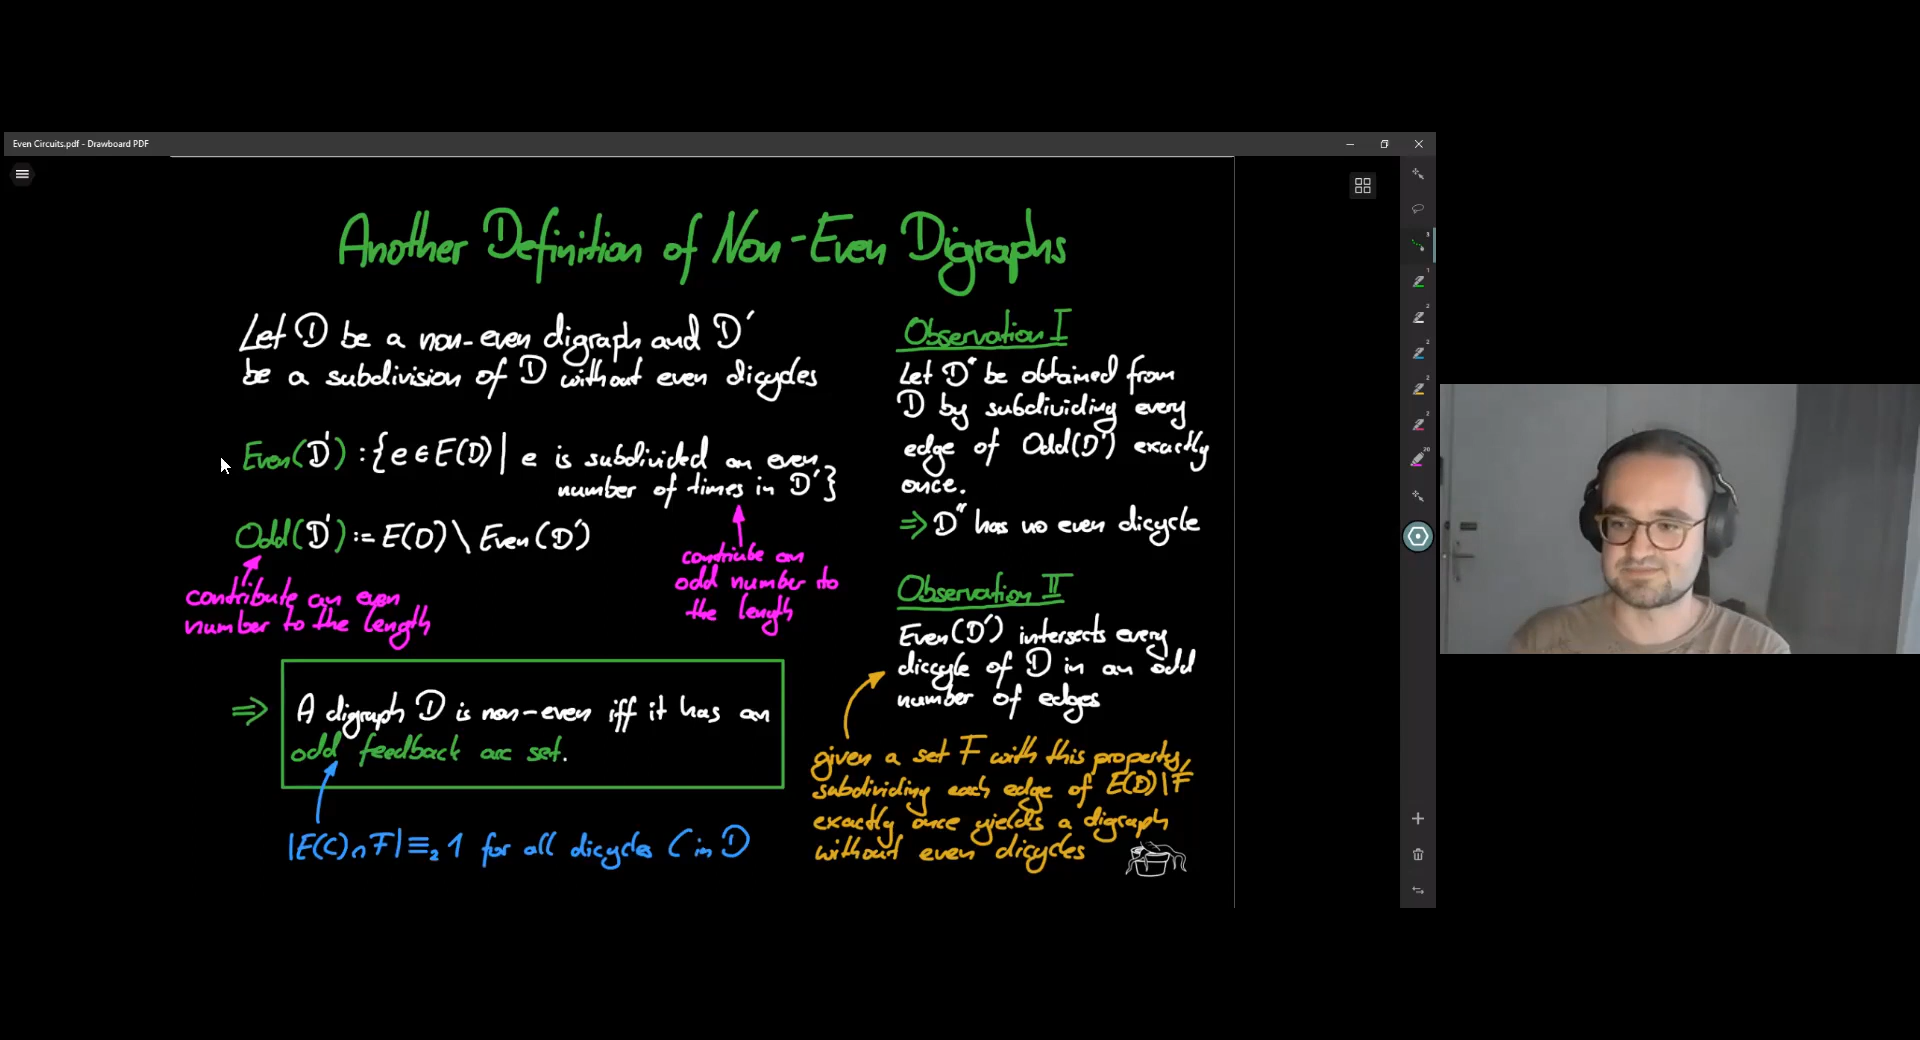 Even Circuits.pdf - Drawboard PDF
Another Definition of Non-Even Digraphs
Let D be a non-even digraph and D'
be a subdivision of D without even dicycles
Even(D') :{e∈E(D)| e is subdivided an even
number of times in D'}
Odd(D') := E(D) \ Even(D')
contribute an even
number to the length
contribute an
odd number to
the length
⇒ A digraph D is non-even iff it has an
odd feedback arc set.
|E(C)∩F| ≡₂ 1 for all dicycles C in D
Observation I
Let D" be obtained from
D by subdividing every
edge of Odd(D') exactly
once.
⇒ D" has no even dicycle
Observation II
Even(D') intersects every
diccyle of D in an odd
number of edges
given a set F with this property,
subdividing each edge of E(D)\F
exactly once yields a digraph
without even dicycles